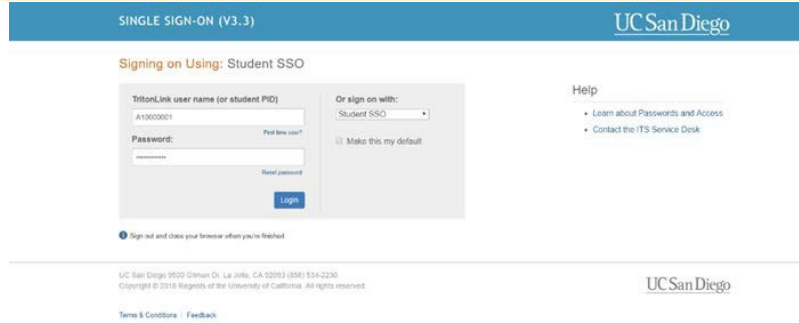 SINGLE SIGN-ON (V3.3)
UC San Diego
Signing on Using: Student SSO
TritonLink user name (or student PID)
A10000001
First time user?
Password:
••••••••••••
Reset password
Login
Or sign on with:
Student SSO
Make this my default
Help
Learn about Passwords and Access
Contact the ITS Service Desk
Sign out and close your browser when you're finished.
UC San Diego 9500 Gilman Dr. La Jolla, CA 92093 (858) 534-2230
Copyright © 2018 Regents of the University of California. All rights reserved.
UC San Diego
Terms & Conditions | Feedback